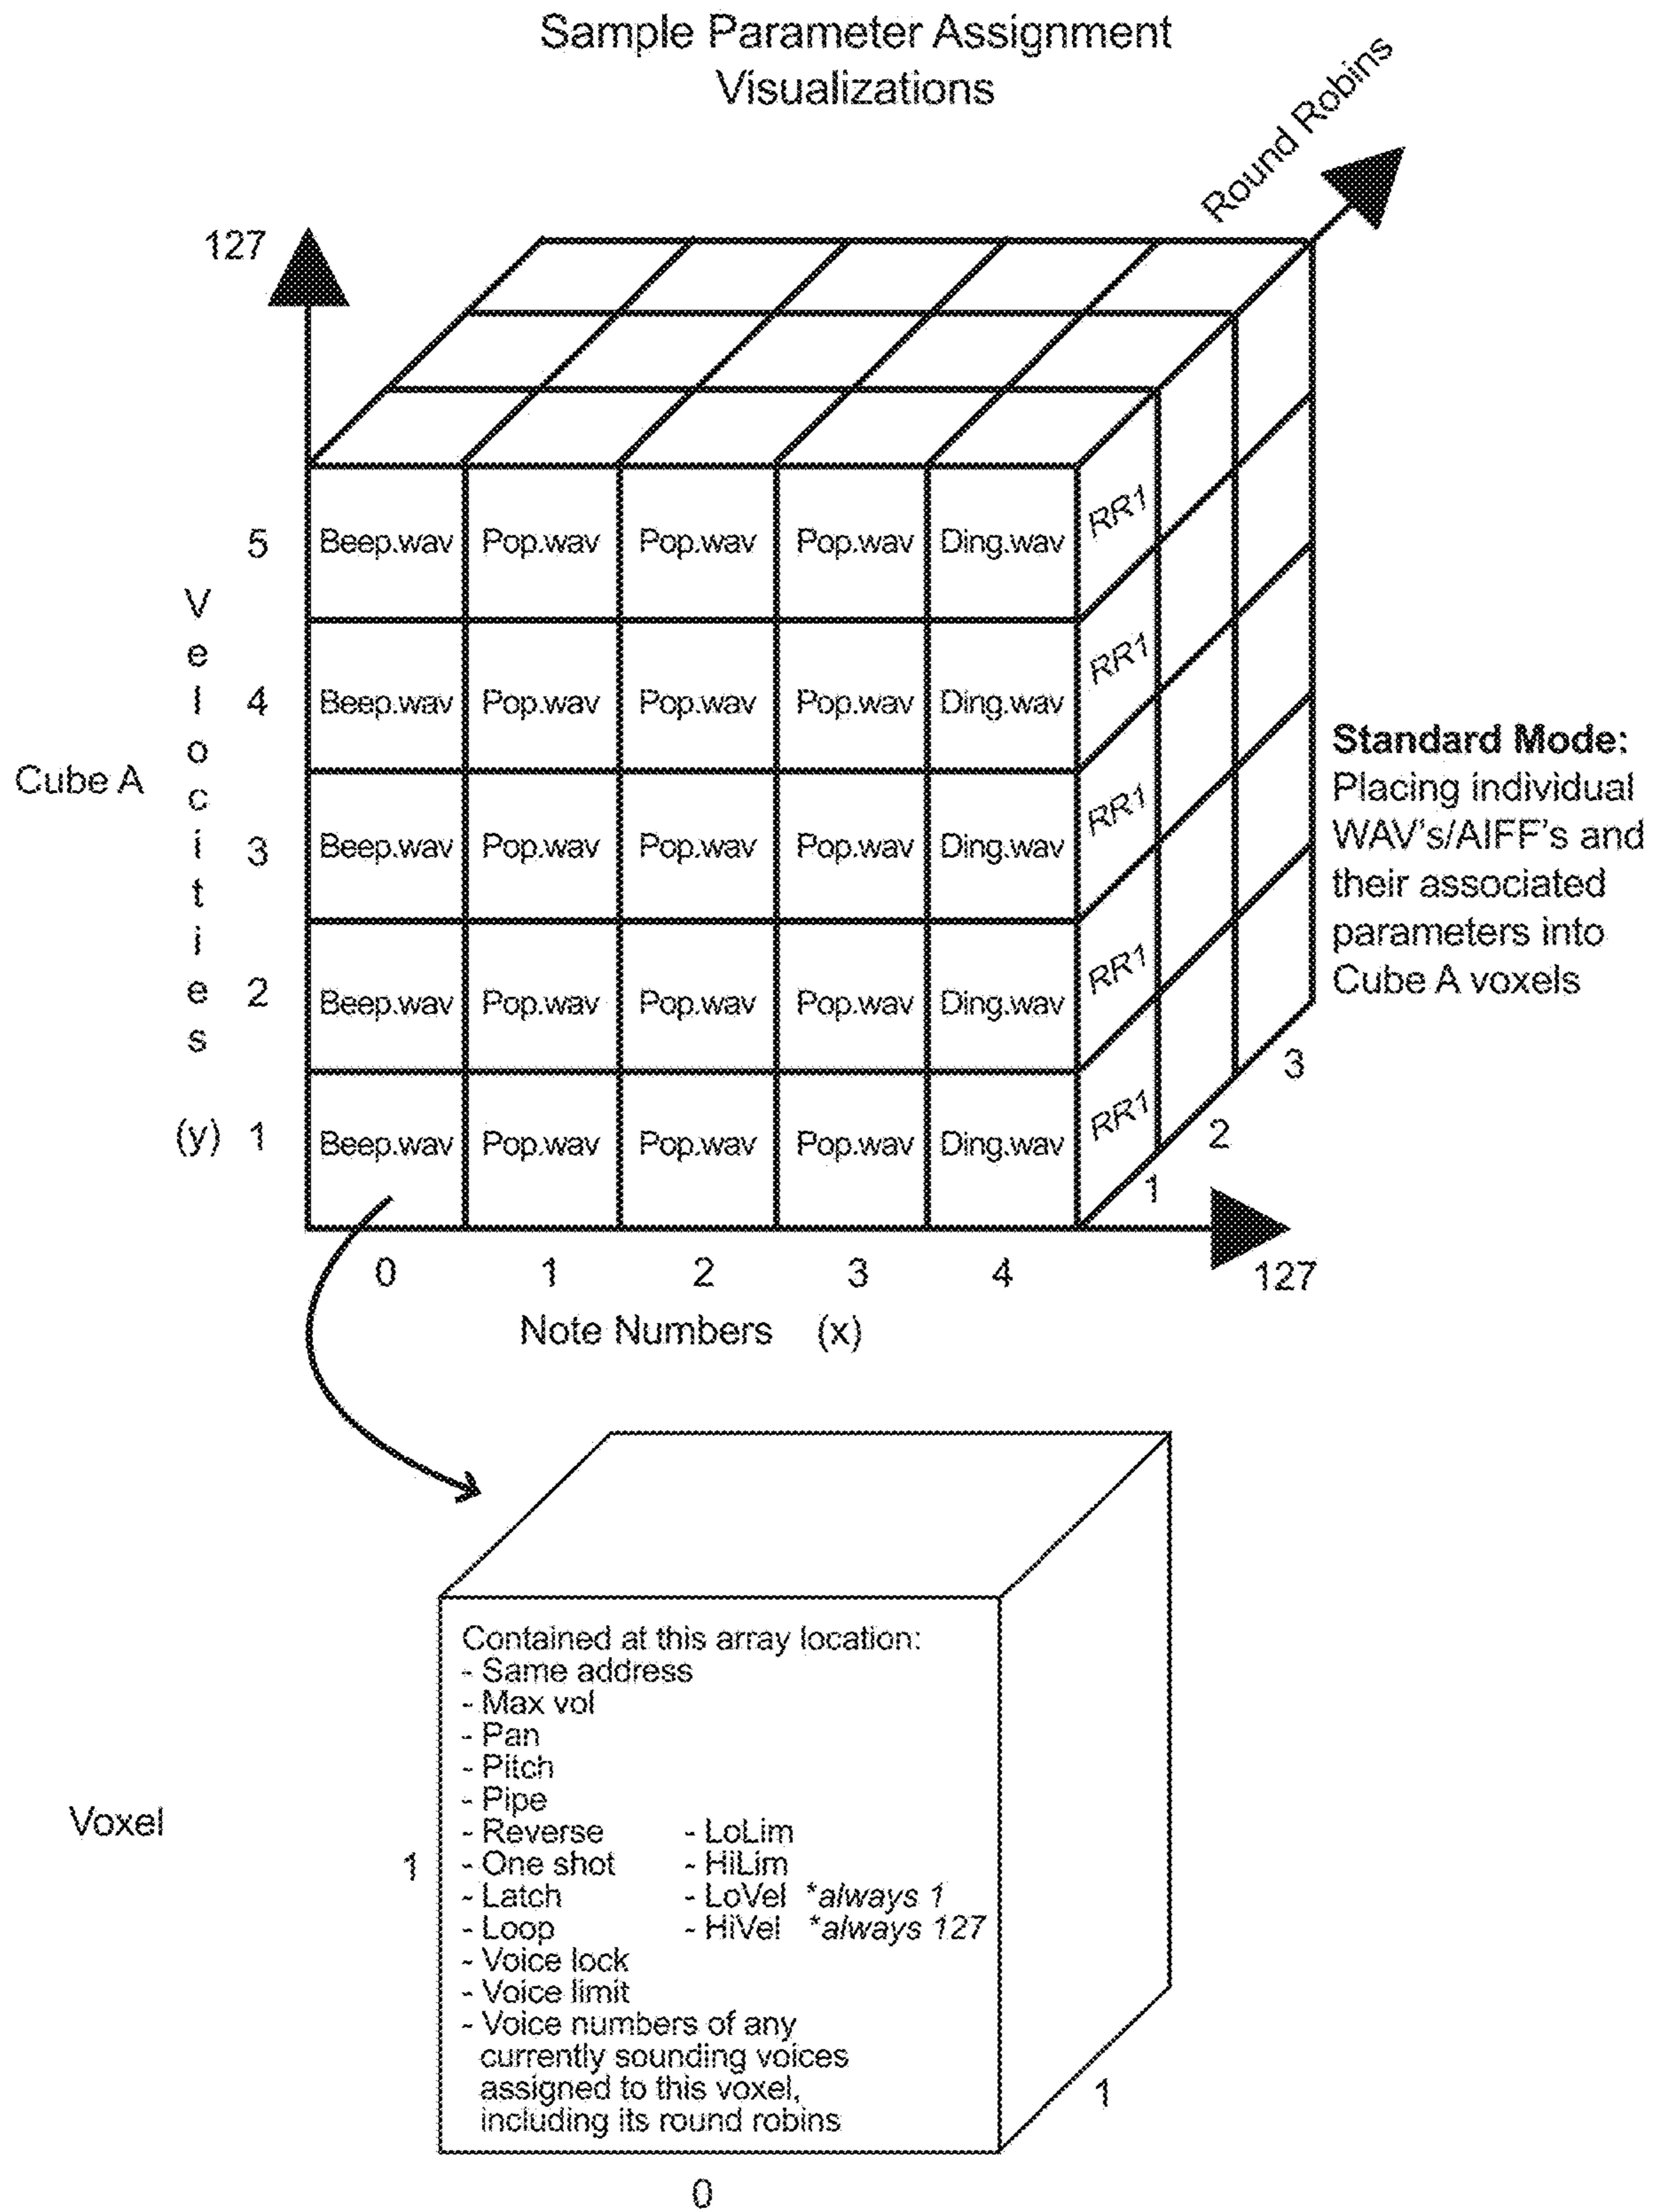 Sample Parameter Assignment
Visualizations
Round Robins
127
5 Beep.wav Pop.wav Pop.wav Pop.wav Ding.wav RR1
4 Beep.wav Pop.wav Pop.wav Pop.wav Ding.wav RR1
3 Beep.wav Pop.wav Pop.wav Pop.wav Ding.wav RR1
2 Beep.wav Pop.wav Pop.wav Pop.wav Ding.wav RR1
(y) 1 Beep.wav Pop.wav Pop.wav Pop.wav Ding.wav RR1
Velocities
Cube A
Standard Mode:
Placing individual
WAV's/AIFF's and
their associated
parameters into
Cube A voxels
3
2
1
0 1 2 3 4 127
Note Numbers (x)
Voxel
Contained at this array location:
- Same address
- Max vol
- Pan
- Pitch
- Pipe
- Reverse - LoLim
- One shot - HiLim
- Latch - LoVel *always 1
- Loop - HiVel *always 127
- Voice lock
- Voice limit
- Voice numbers of any
currently sounding voices
assigned to this voxel,
including its round robins
1
1
0